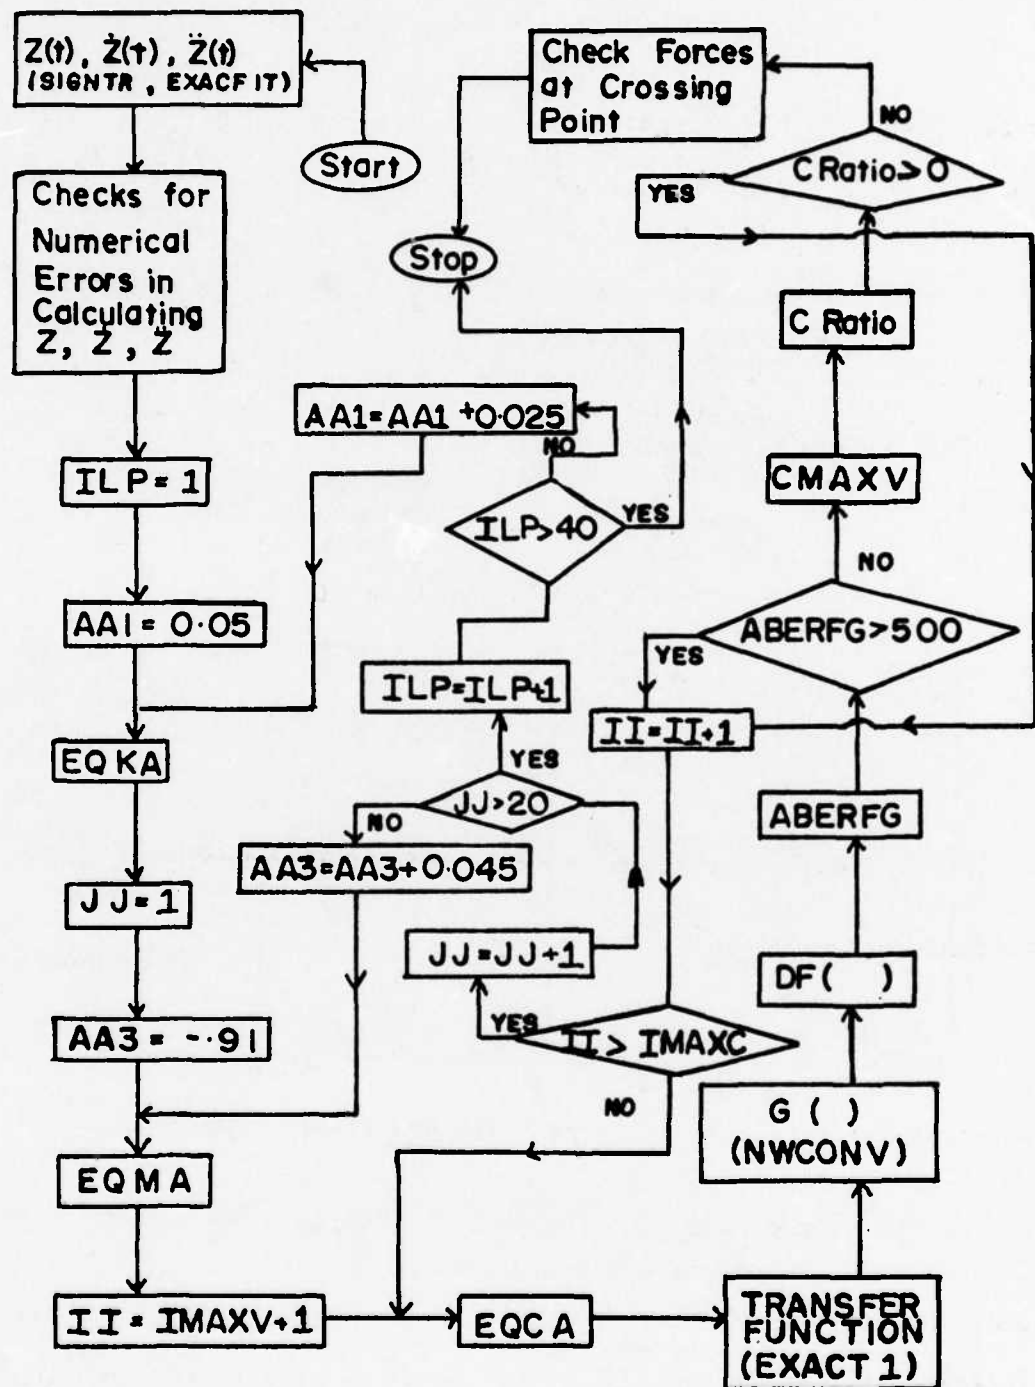 Z(t), Ż(t), Z̈(t)
(SIGNTR, EXACFIT)
Start
Checks for
Numerical
Errors in
Calculating
Z, Ż, Z̈
ILP = 1
AA1 = 0.05
EQKA
JJ = 1
AA3 = -.91
EQMA
II = IMAXV+1
EQCA
TRANSFER
FUNCTION
(EXACT 1)
G ( )
(NWCONV)
DF( )
ABERFG
ABERFG > 500
YES
NO
CMAXV
C Ratio
C Ratio ≥ 0
YES
NO
Check Forces
at Crossing
Point
Stop
II = II+1
II > IMAXC
YES
NO
JJ = JJ+1
JJ > 20
YES
NO
AA3 = AA3+0.045
ILP = ILP+1
ILP > 40
YES
NO
AA1 = AA1+0.025